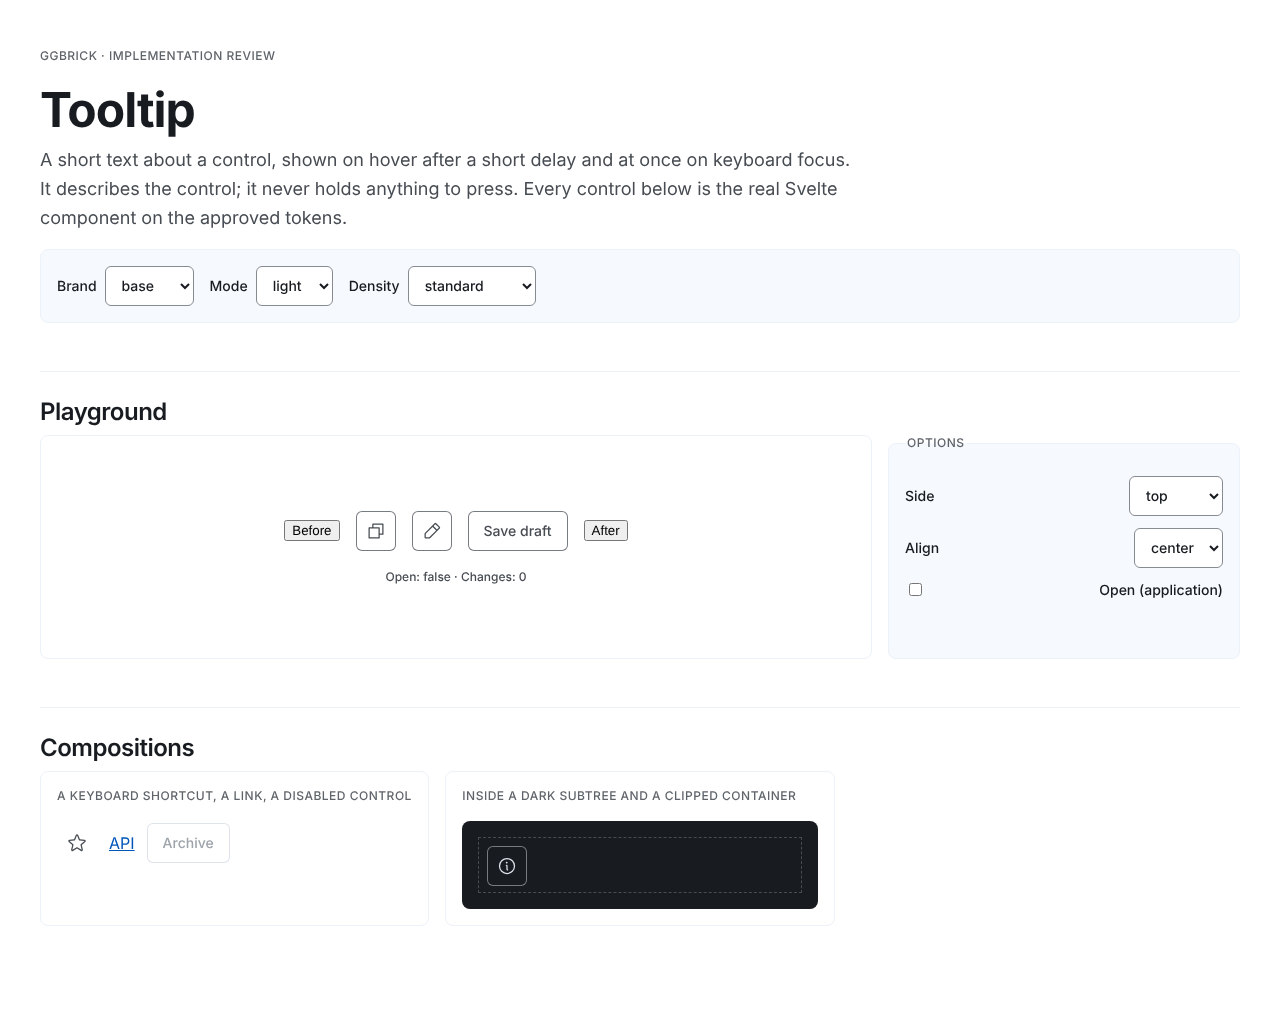 GGBRICK · IMPLEMENTATION REVIEW
Tooltip
A short text about a control, shown on hover after a short delay and at once on keyboard focus.
It describes the control; it never holds anything to press. Every control below is the real Svelte
component on the approved tokens.
Brand base Mode light Density standard
Playground
OPTIONS
Side top
Before Save draft After
Align center
Open: false · Changes: 0
Open (application)
Compositions
A KEYBOARD SHORTCUT, A LINK, A DISABLED CONTROL
API Archive
INSIDE A DARK SUBTREE AND A CLIPPED CONTAINER